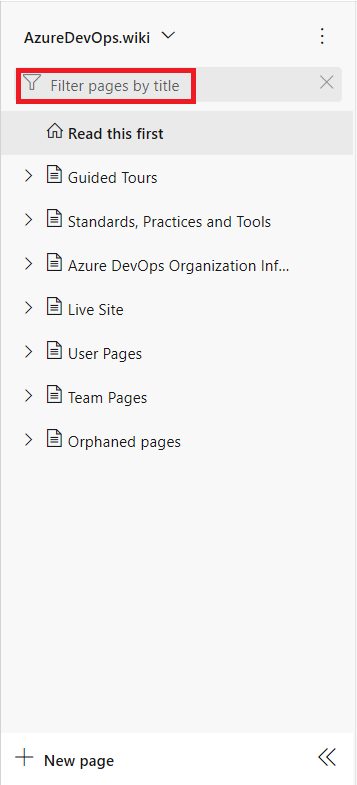 AzureDevOps.wiki
Filter pages by title
Read this first
Guided Tours
Standards, Practices and Tools
Azure DevOps Organization Inf...
Live Site
User Pages
Team Pages
Orphaned pages
New page